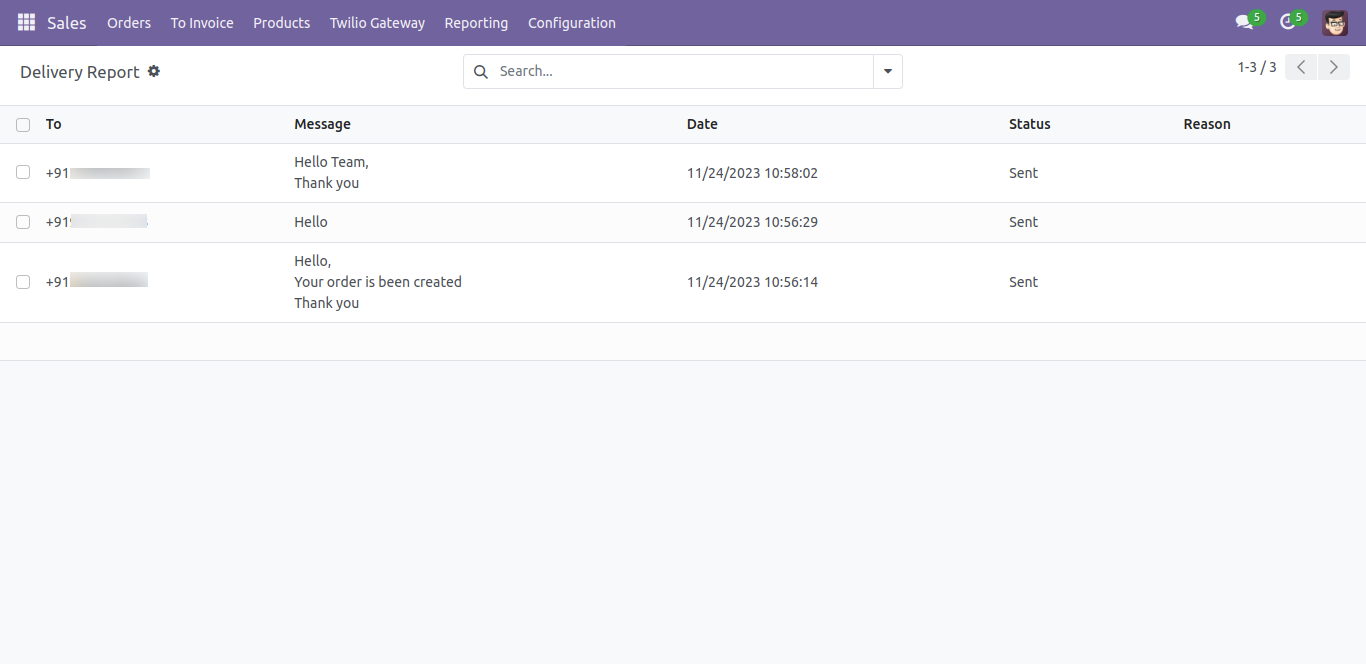 Sales Orders To Invoice Products Twilio Gateway Reporting Configuration 5 5
Delivery Report Search... 1-3 / 3
To Message Date Status Reason
Hello Team,
+91 11/24/2023 10:58:02 Sent
Thank you
+91 Hello 11/24/2023 10:56:29 Sent
Hello,
+91 Your order is been created 11/24/2023 10:56:14 Sent
Thank you